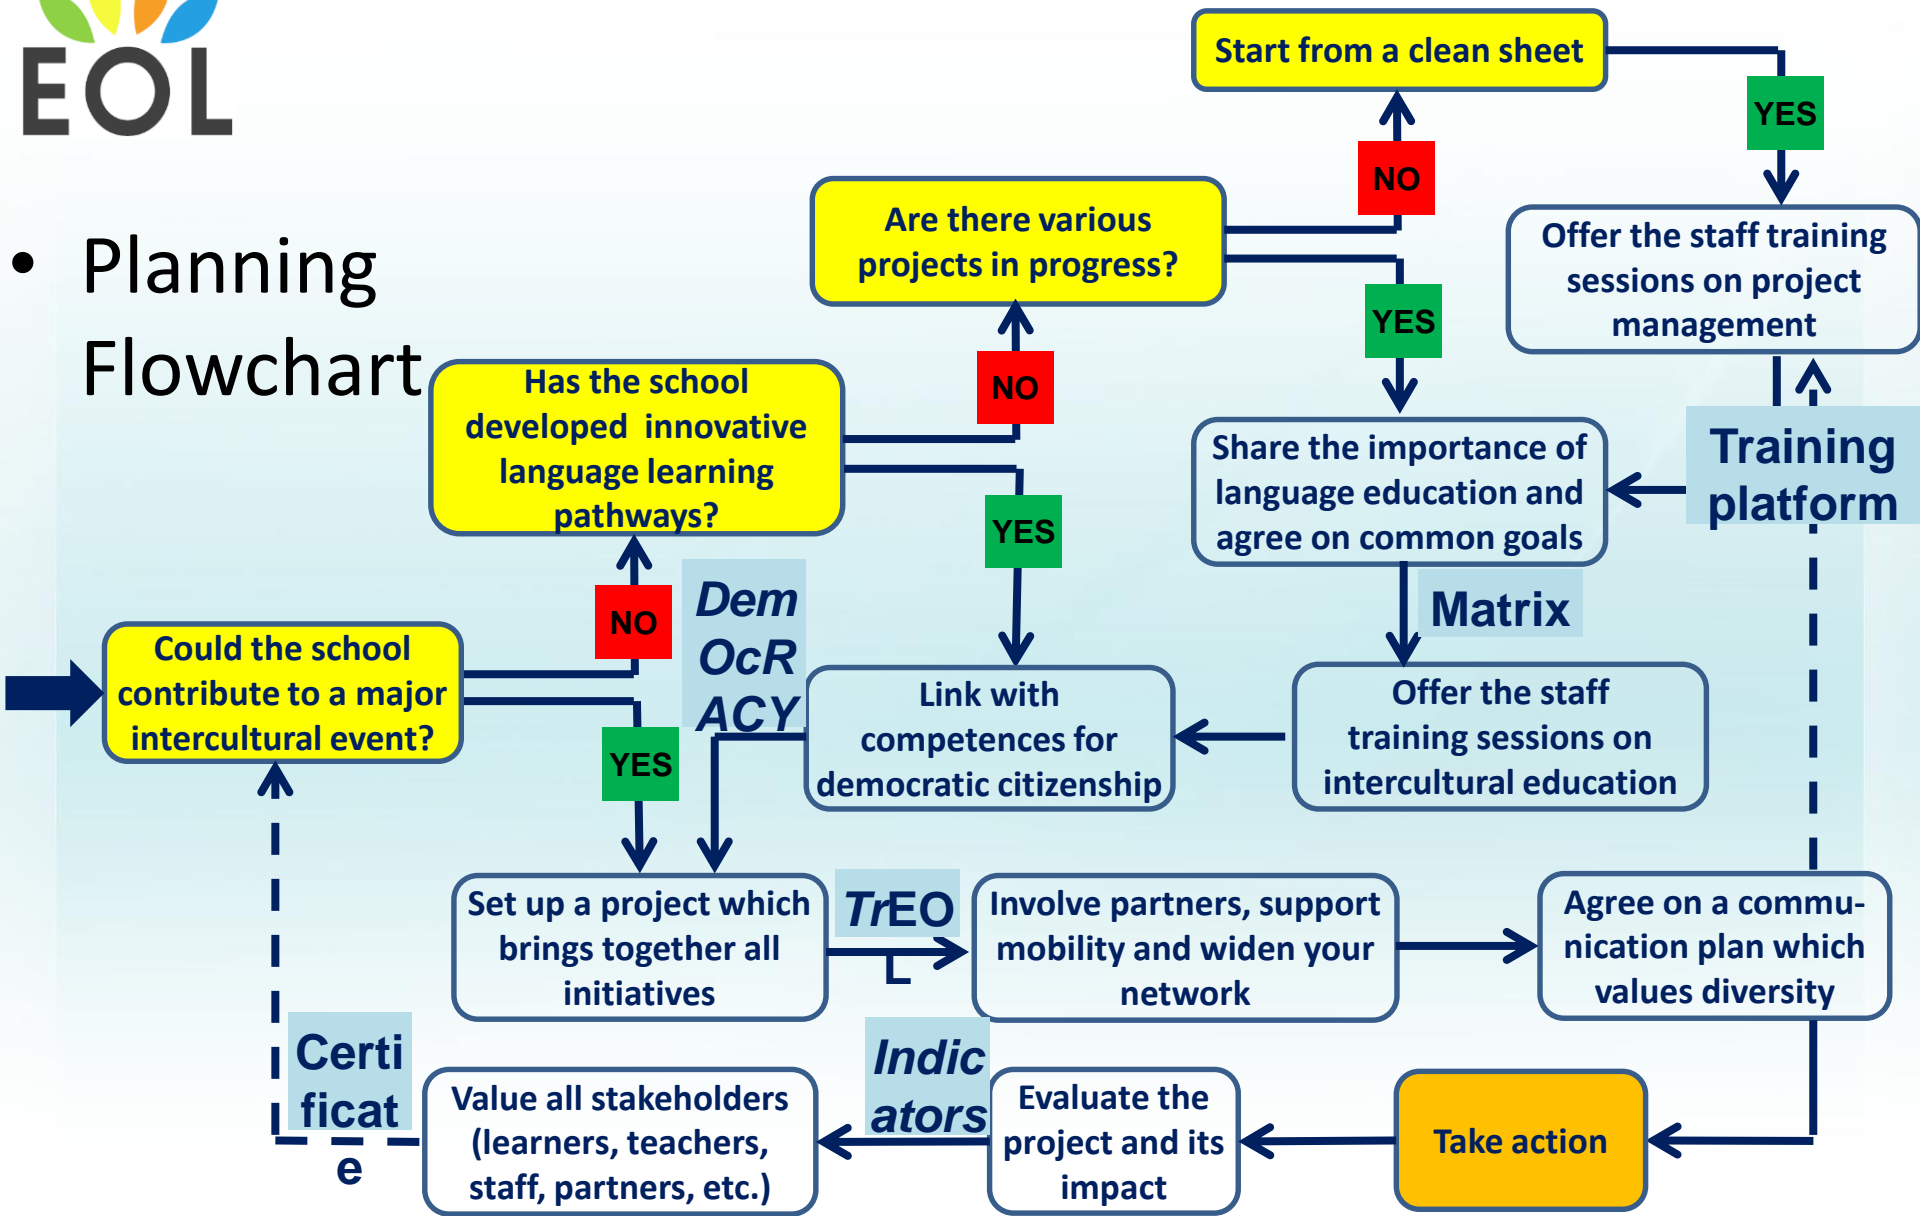 EOL
• Planning
Flowchart
Start from a clean sheet
YES
NO
Are there various
projects in progress?
Offer the staff training
sessions on project
management
YES
NO
Has the school
developed  innovative
language learning
pathways?
Share the importance of
language education and
agree on common goals
Training
platform
YES
Dem
OcR
ACY
NO
Matrix
Could the school
contribute to a major
intercultural event?
Link with
competences for
democratic citizenship
Offer the staff
training sessions on
intercultural education
YES
Set up a project which
brings together all
initiatives
TrEO
L
Involve partners, support
mobility and widen your
network
Agree on a commu-
nication plan which
values diversity
Certi
ficat
e
Value all stakeholders
(learners, teachers,
staff, partners, etc.)
Indic
ators
Evaluate the
project and its
impact
Take action